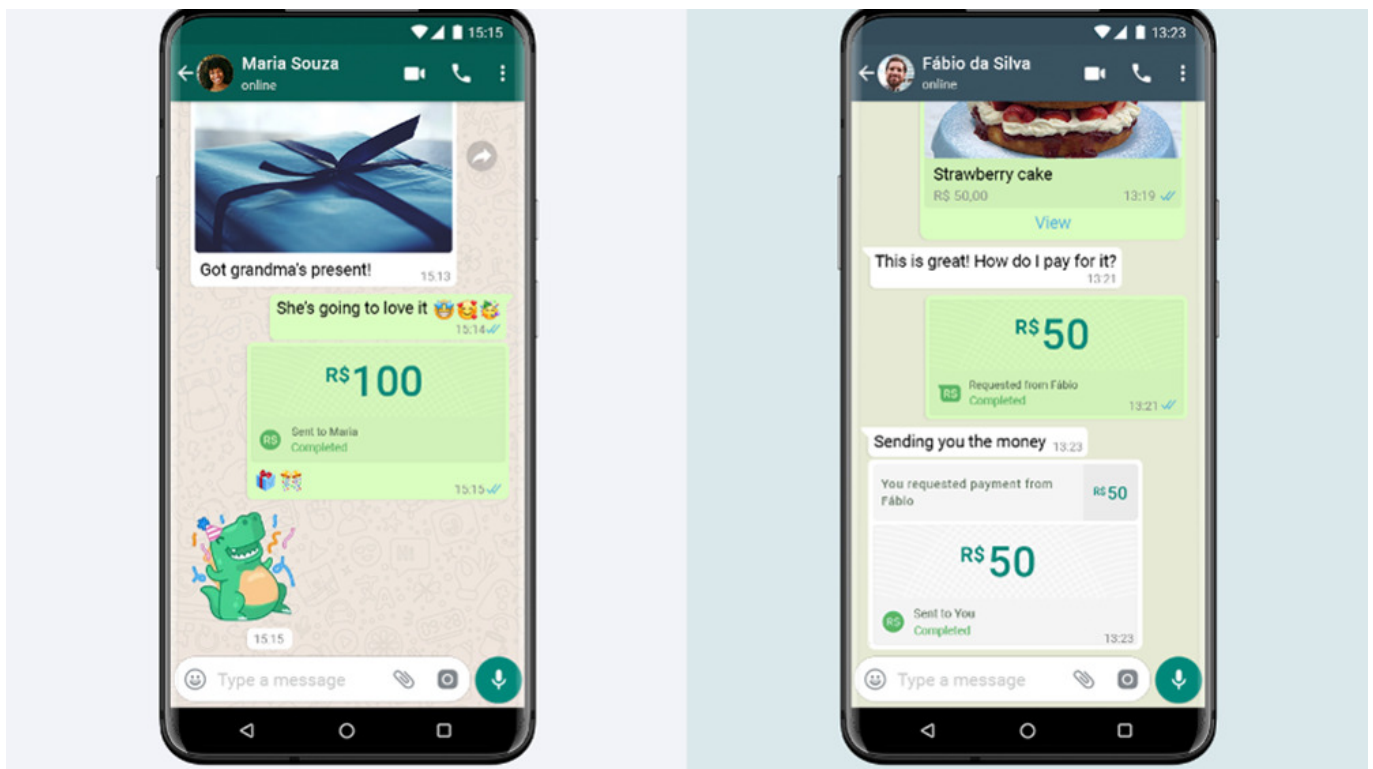 15:15
Maria Souza
online
Got grandma's present!
15.13
She's going to love it 🤩🥰🥳
15:14
R$100
R$
Sent to Maria
Completed
🎁🎊
15:15
15:15
Type a message
13:23
Fábio da Silva
online
Strawberry cake
R$ 50,00
13:19
View
This is great! How do I pay for it?
13:21
R$50
R$
Requested from Fábio
Completed
13:21
Sending you the money
13:23
You requested payment from
Fábio
R$50
R$50
R$
Sent to You
Completed
13:23
Type a message